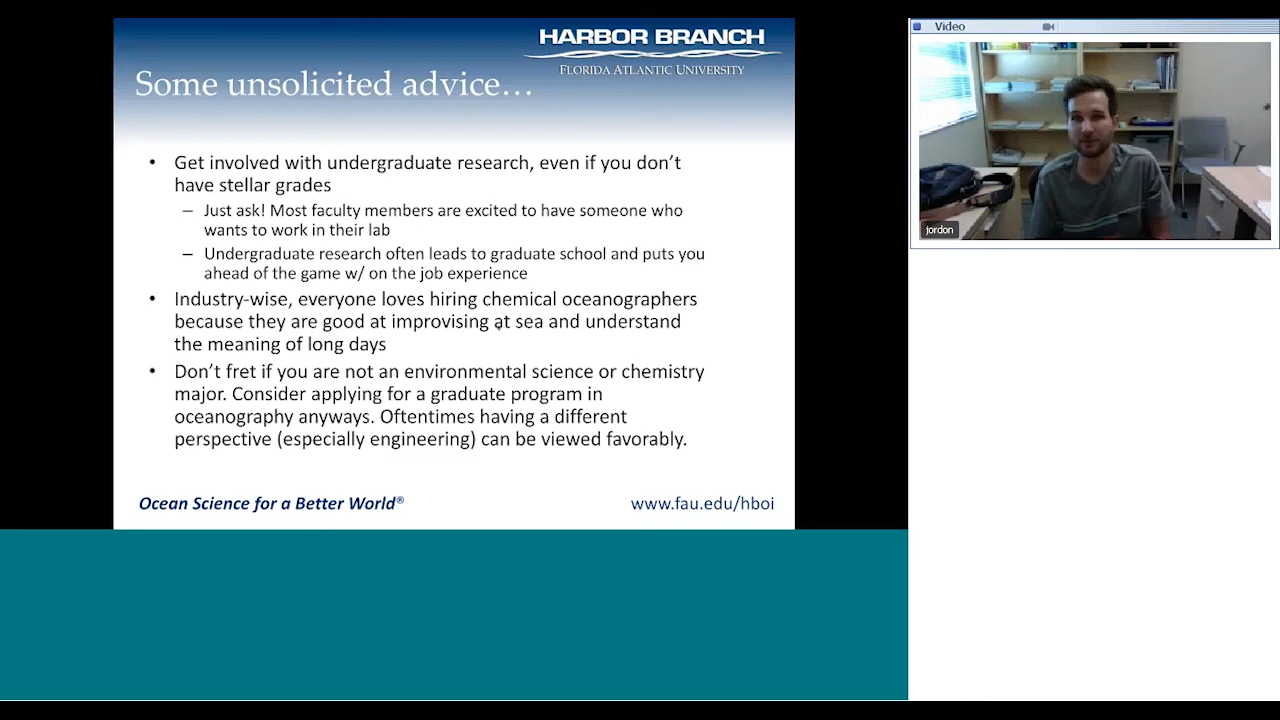 HARBOR BRANCH
FLORIDA ATLANTIC UNIVERSITY
Some unsolicited advice…
• Get involved with undergraduate research, even if you don't
have stellar grades
– Just ask! Most faculty members are excited to have someone who
wants to work in their lab
– Undergraduate research often leads to graduate school and puts you
ahead of the game w/ on the job experience
• Industry-wise, everyone loves hiring chemical oceanographers
because they are good at improvising at sea and understand
the meaning of long days
• Don't fret if you are not an environmental science or chemistry
major. Consider applying for a graduate program in
oceanography anyways. Oftentimes having a different
perspective (especially engineering) can be viewed favorably.
Ocean Science for a Better World®
www.fau.edu/hboi
Video
jordon